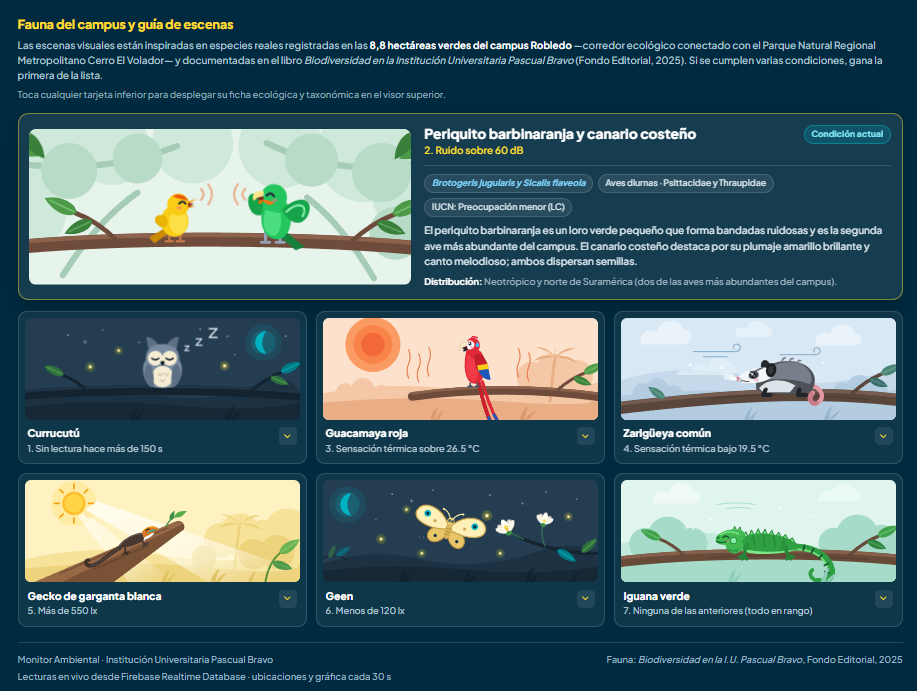 Fauna del campus y guía de escenas
Las escenas visuales están inspiradas en especies reales registradas en las 8,8 hectáreas verdes del campus Robledo —corredor ecológico conectado con el Parque Natural Regional
Metropolitano Cerro El Volador— y documentadas en el libro Biodiversidad en la Institución Universitaria Pascual Bravo (Fondo Editorial, 2025). Si se cumplen varias condiciones, gana la
primera de la lista.
Toca cualquier tarjeta inferior para desplegar su ficha ecológica y taxonómica en el visor superior.
Periquito barbinaranja y canario costeño
Condición actual
2. Ruido sobre 60 dB
Brotogeris jugularis y Sicalis flaveola
Aves diurnas · Psittacidae y Thraupidae
IUCN: Preocupación menor (LC)
El periquito barbinaranja es un loro verde pequeño que forma bandadas ruidosas y es la segunda
ave más abundante del campus. El canario costeño destaca por su plumaje amarillo brillante y
canto melodioso; ambos dispersan semillas.
Distribución: Neotrópico y norte de Suramérica (dos de las aves más abundantes del campus).
z z Z
Currucutú
1. Sin lectura hace más de 150 s
Guacamaya roja
3. Sensación térmica sobre 26.5 °C
Zarigüeya común
4. Sensación térmica bajo 19.5 °C
Gecko de garganta blanca
5. Más de 550 lx
Geen
6. Menos de 120 lx
Iguana verde
7. Ninguna de las anteriores (todo en rango)
Monitor Ambiental · Institución Universitaria Pascual Bravo
Fauna: Biodiversidad en la I.U. Pascual Bravo, Fondo Editorial, 2025
Lecturas en vivo desde Firebase Realtime Database · ubicaciones y gráfica cada 30 s